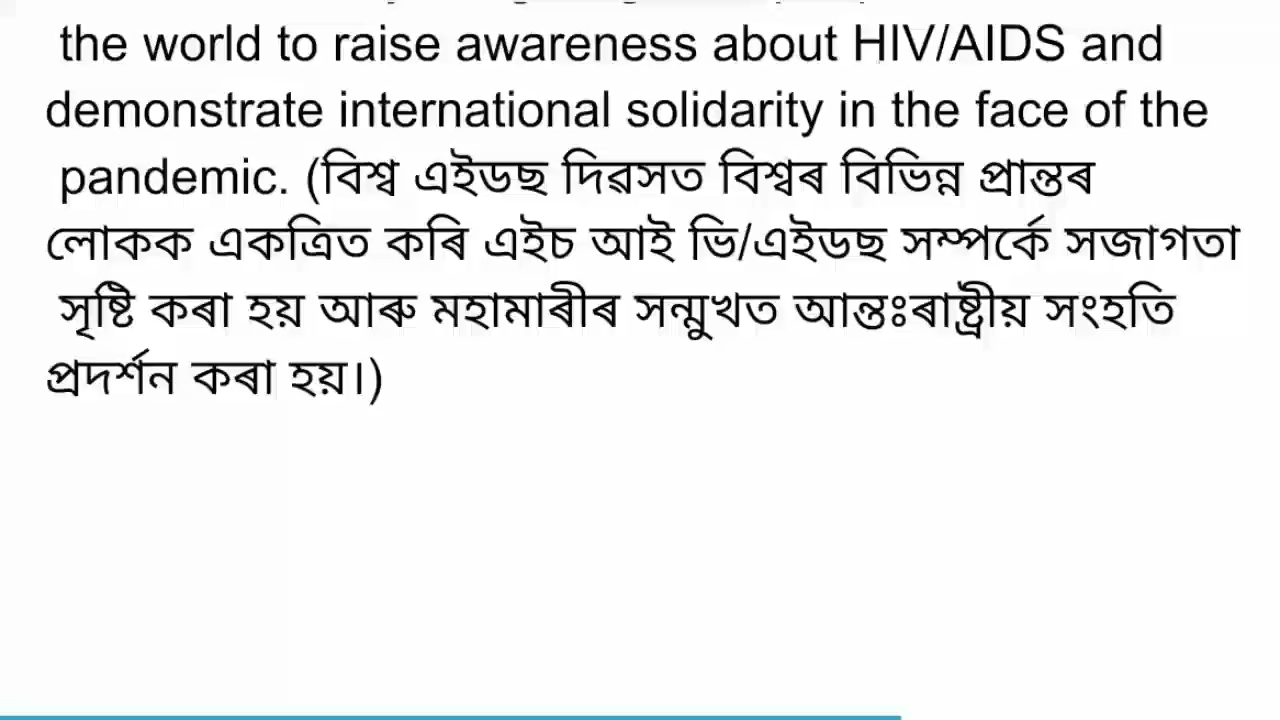 the world to raise awareness about HIV/AIDS and
demonstrate international solidarity in the face of the
pandemic. (বিশ্ব এইডছ দিৱসত বিশ্বৰ বিভিন্ন প্ৰান্তৰ
লোকক একত্ৰিত কৰি এইচ আই ভি/এইডছ সম্পৰ্কে সজাগতা
সৃষ্টি কৰা হয় আৰু মহামাৰীৰ সন্মুখত আন্তঃৰাষ্ট্ৰীয় সংহতি
প্ৰদৰ্শন কৰা হয়।)